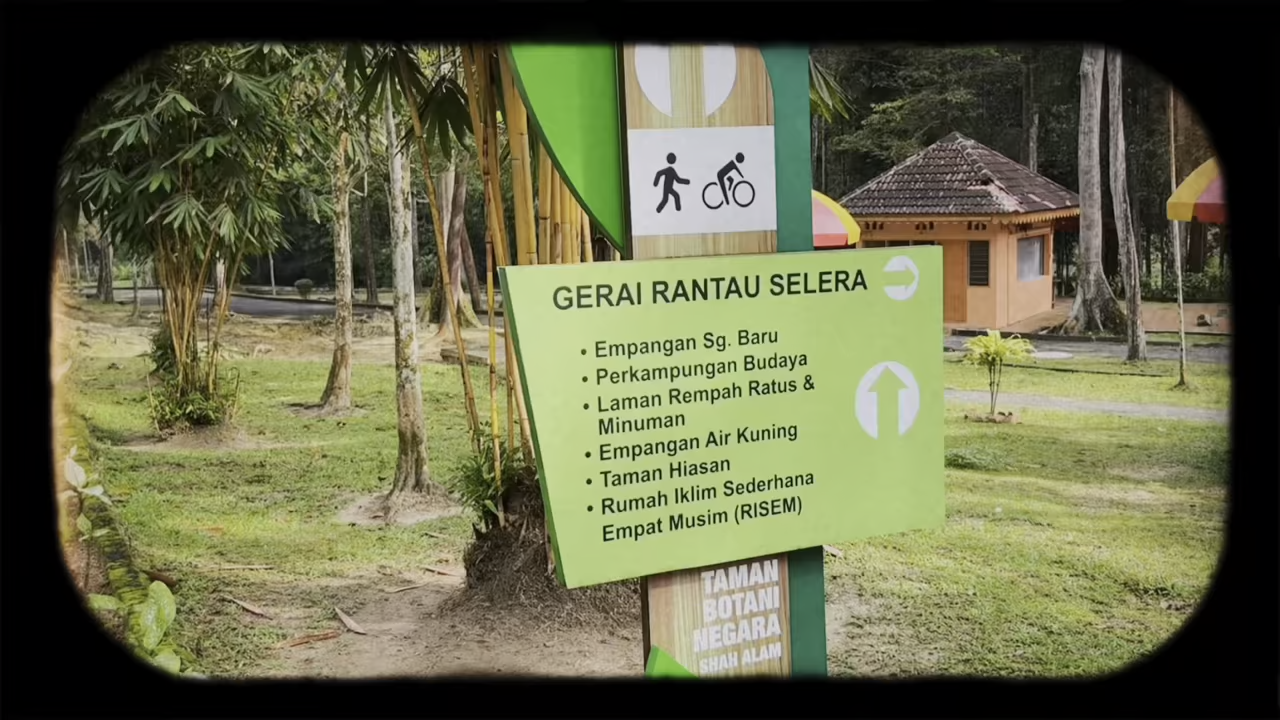 GERAI RANTAU SELERA
• Empangan Sg. Baru
• Perkampungan Budaya
• Laman Rempah Ratus &
Minuman
• Empangan Air Kuning
• Taman Hiasan
• Rumah Iklim Sederhana
Empat Musim (RISEM)
TAMAN
BOTANI
NEGARA
SHAH ALAM